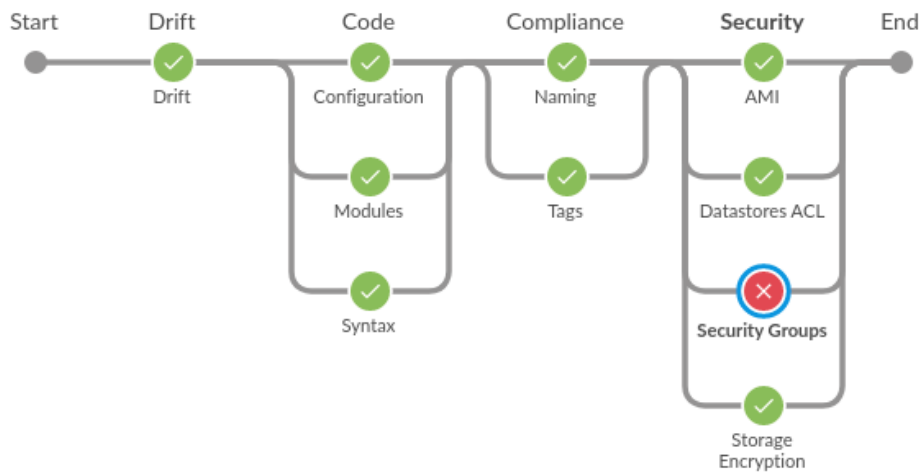 Start
Drift
Code
Compliance
Security
End
Drift
Configuration
Naming
AMI
Modules
Tags
Datastores ACL
Syntax
Security Groups
Storage
Encryption